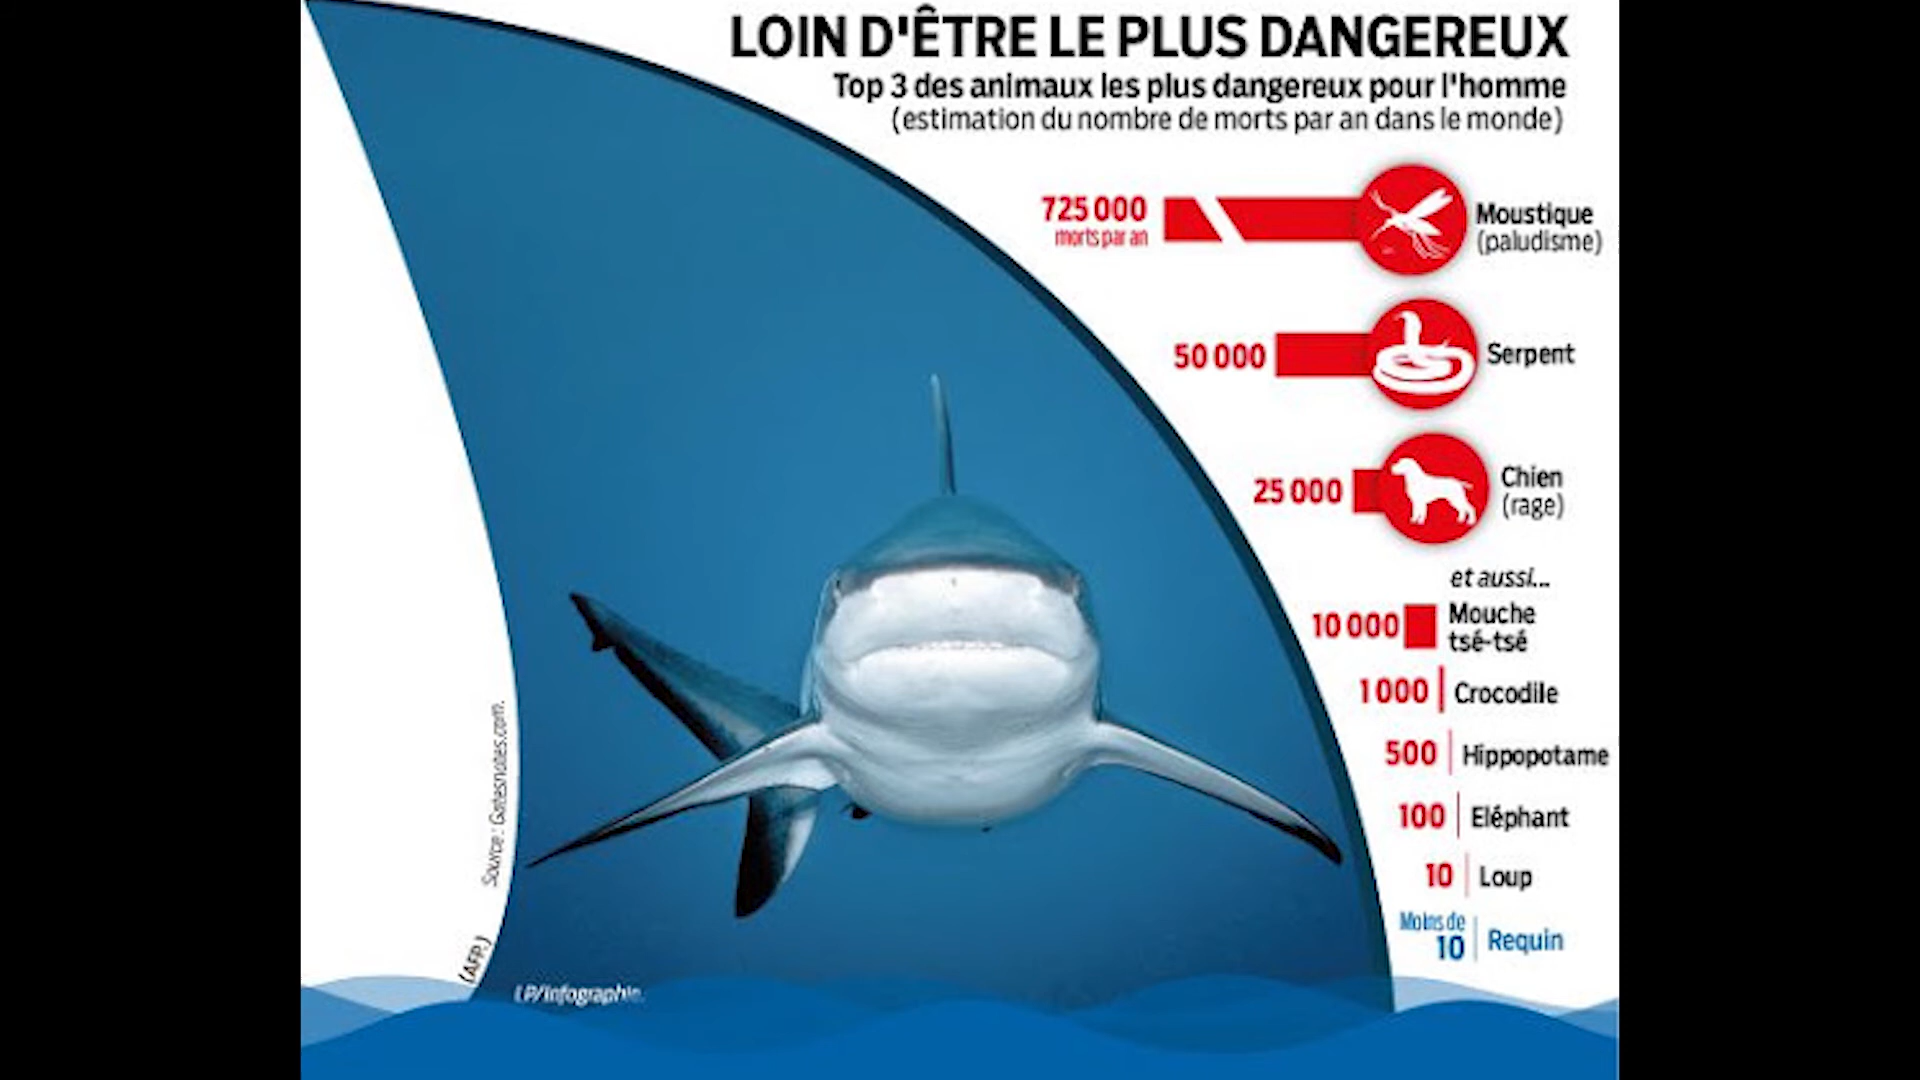 LOIN D'ÊTRE LE PLUS DANGEREUX
Top 3 des animaux les plus dangereux pour l'homme
(estimation du nombre de morts par an dans le monde)
725 000
morts par an
Moustique
(paludisme)
50 000
Serpent
25 000
Chien
(rage)
et aussi...
10 000
Mouche
tsé-tsé
1 000
Crocodile
500
Hippopotame
100
Eléphant
10
Loup
Moins de
10
Requin
Source : Gatesnotes.com.
(AFP.)
LP/Infographie.